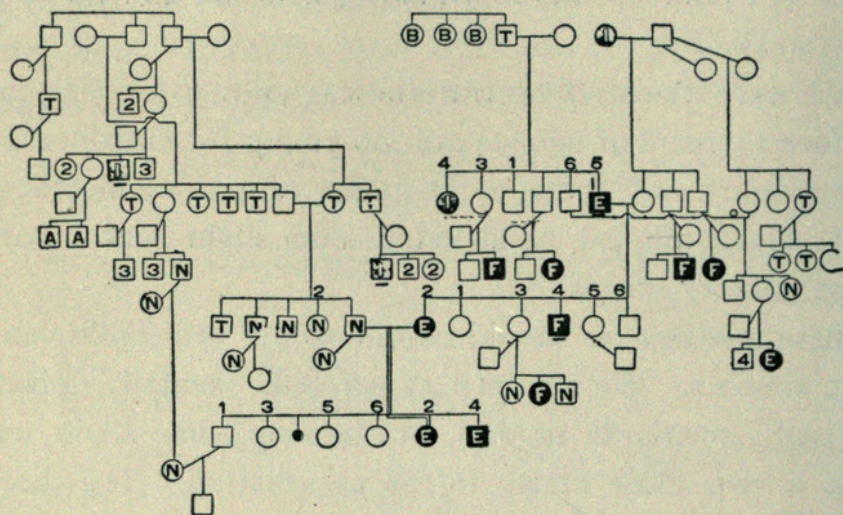 B B B T
T 2
2 3
4 3 1 6 5
T T T T T T T E T
A A 3 3 N 2 2 F F F F T T
N N
2 2 1 3 4 5 6
T N N N N E F
N N 4 E
N F N
1 3 5 6 2 4
E E
N